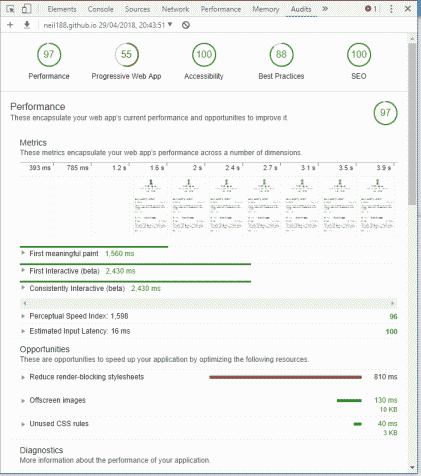 Elements Console Sources Network Performance Memory Audits » 1
neil188.github.io 29/04/2018, 20:43:51
97 55 100 88 100
Performance Progressive Web App Accessibility Best Practices SEO
Performance
These encapsulate your web app's current performance and opportunities to improve it.
97
Metrics
These metrics encapsulate your web app's performance across a number of dimensions.
393 ms 785 ms 1.2 s 1.6 s 2 s 2.4 s 2.7 s 3.1 s 3.5 s 3.9 s
First meaningful paint 1,560 ms
First Interactive (beta) 2,430 ms
Consistently Interactive (beta) 2,430 ms
Perceptual Speed Index: 1,598 96
Estimated Input Latency: 16 ms 100
Opportunities
These are opportunities to speed up your application by optimizing the following resources.
Reduce render-blocking stylesheets 810 ms
Offscreen images 130 ms
10 KB
Unused CSS rules 40 ms
3 KB
Diagnostics
More information about the performance of your application.